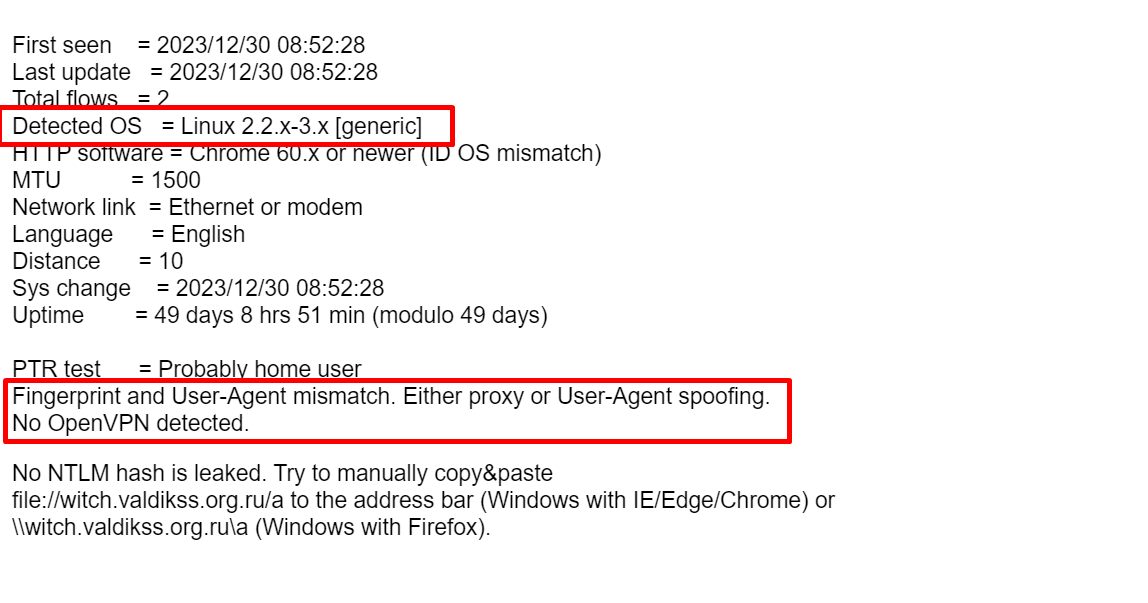 First seen = 2023/12/30 08:52:28
Last update = 2023/12/30 08:52:28
Total flows = 2
Detected OS = Linux 2.2.x-3.x [generic]
HTTP software = Chrome 60.x or newer (ID OS mismatch)
MTU = 1500
Network link = Ethernet or modem
Language = English
Distance = 10
Sys change = 2023/12/30 08:52:28
Uptime = 49 days 8 hrs 51 min (modulo 49 days)
PTR test = Probably home user
Fingerprint and User-Agent mismatch. Either proxy or User-Agent spoofing.
No OpenVPN detected.
No NTLM hash is leaked. Try to manually copy&paste
file://witch.valdikss.org.ru/a to the address bar (Windows with IE/Edge/Chrome) or
\\witch.valdikss.org.ru\a (Windows with Firefox).